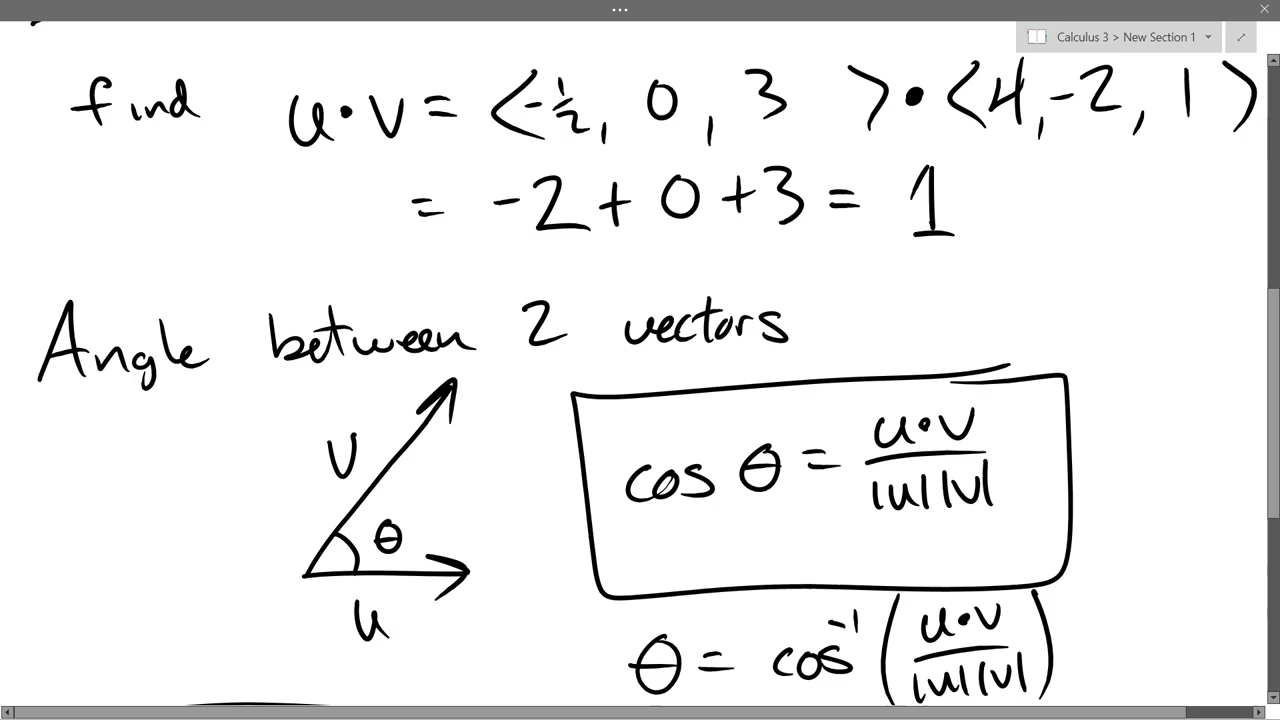 Calculus 3 > New Section 1
find u·v = <-½, 0, 3 >·<4, -2, 1 >
= -2 + 0 + 3 = 1
Angle between 2 vectors
v
θ
u
cos θ = u·v / |u||v|
θ = cos⁻¹ (u·v / |u||v|)